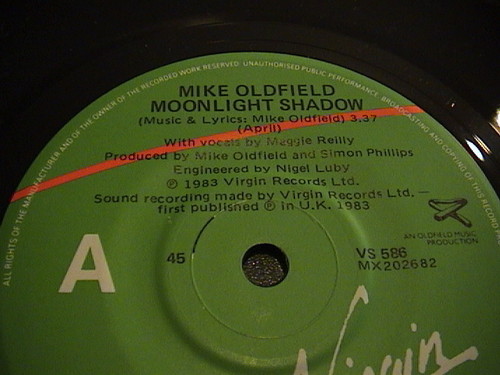 ALL RIGHTS OF THE MANUFACTURER AND OF THE OWNER OF THE RECORDED WORK RESERVED. UNAUTHORISED PUBLIC PERFORMANCE, BROADCASTING AND COPYING OF THIS
MIKE OLDFIELD
MOONLIGHT SHADOW
(Music & Lyrics: Mike Oldfield) 3.37
(April)
With vocals by Maggie Reilly
Produced by Mike Oldfield and Simon Phillips
Engineered by Nigel Luby
℗ 1983 Virgin Records Ltd.
Sound recording made by Virgin Records Ltd. —
first published ℗ in U.K. 1983
AN OLDFIELD MUSIC
PRODUCTION
A
45
VS 586
MX202682
Virgin